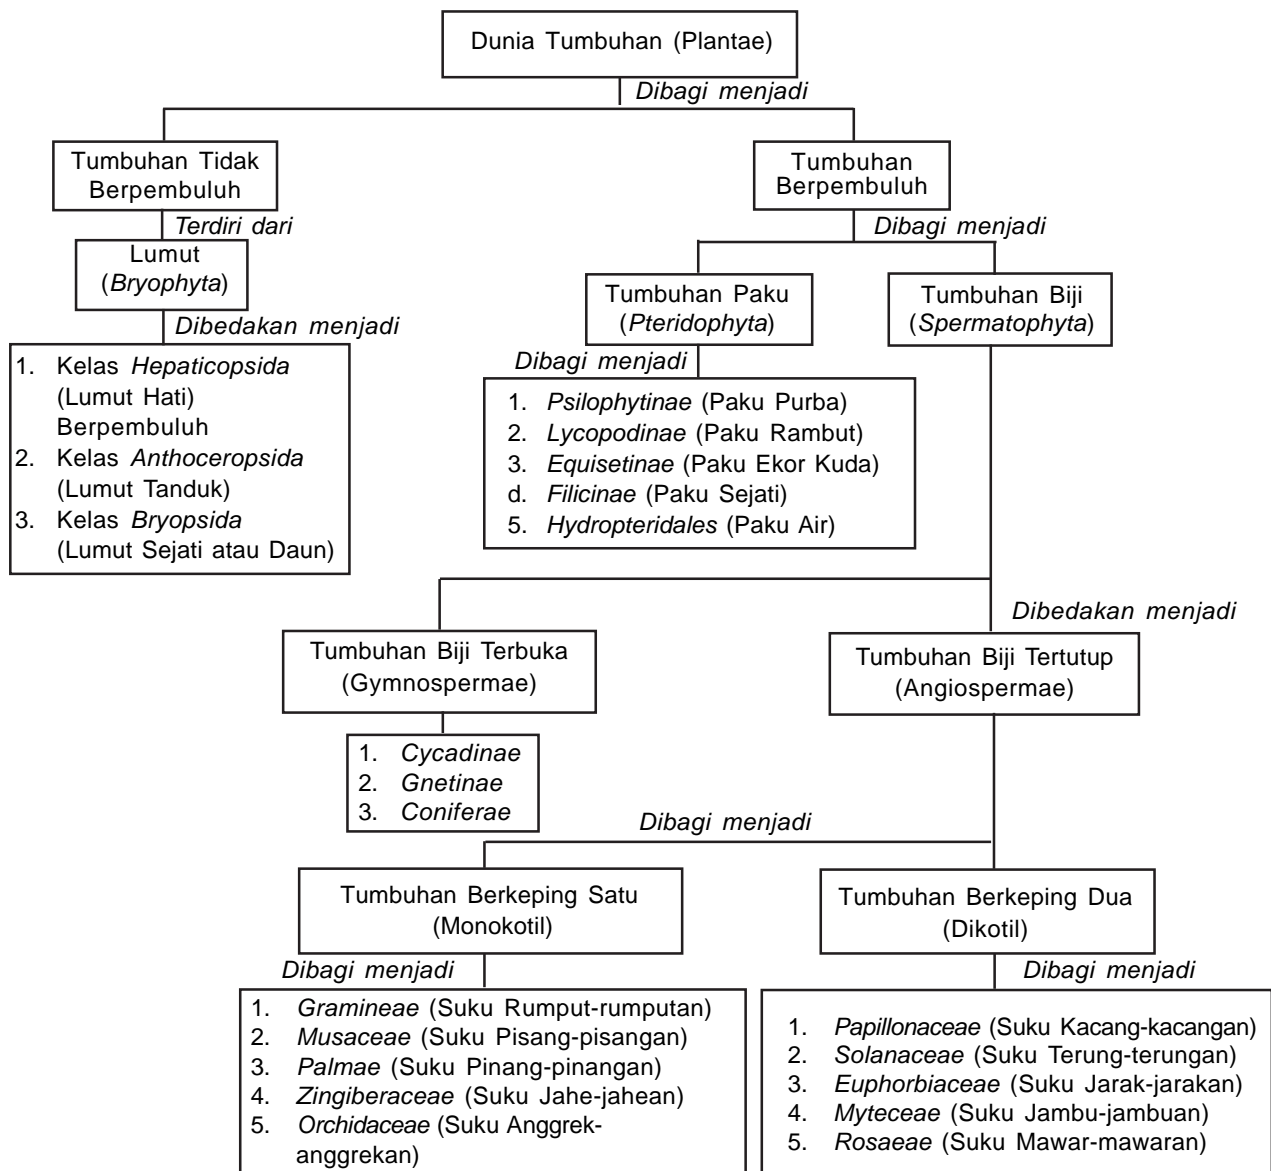 Dunia Tumbuhan (Plantae)
Dibagi menjadi
Tumbuhan Tidak
Berpembuluh
Terdiri dari
Lumut
(Bryophyta)
Dibedakan menjadi
1. Kelas Hepaticopsida
(Lumut Hati)
Berpembuluh
2. Kelas Anthoceropsida
(Lumut Tanduk)
3. Kelas Bryopsida
(Lumut Sejati atau Daun)
Tumbuhan
Berpembuluh
Dibagi menjadi
Tumbuhan Paku
(Pteridophyta)
Dibagi menjadi
1. Psilophytinae (Paku Purba)
2. Lycopodinae (Paku Rambut)
3. Equisetinae (Paku Ekor Kuda)
d. Filicinae (Paku Sejati)
5. Hydropteridales (Paku Air)
Tumbuhan Biji
(Spermatophyta)
Dibedakan menjadi
Tumbuhan Biji Terbuka
(Gymnospermae)
1. Cycadinae
2. Gnetinae
3. Coniferae
Tumbuhan Biji Tertutup
(Angiospermae)
Dibagi menjadi
Tumbuhan Berkeping Satu
(Monokotil)
Dibagi menjadi
1. Gramineae (Suku Rumput-rumputan)
2. Musaceae (Suku Pisang-pisangan)
3. Palmae (Suku Pinang-pinangan)
4. Zingiberaceae (Suku Jahe-jahean)
5. Orchidaceae (Suku Anggrek-
anggrekan)
Tumbuhan Berkeping Dua
(Dikotil)
Dibagi menjadi
1. Papillonaceae (Suku Kacang-kacangan)
2. Solanaceae (Suku Terung-terungan)
3. Euphorbiaceae (Suku Jarak-jarakan)
4. Myteceae (Suku Jambu-jambuan)
5. Rosaeae (Suku Mawar-mawaran)